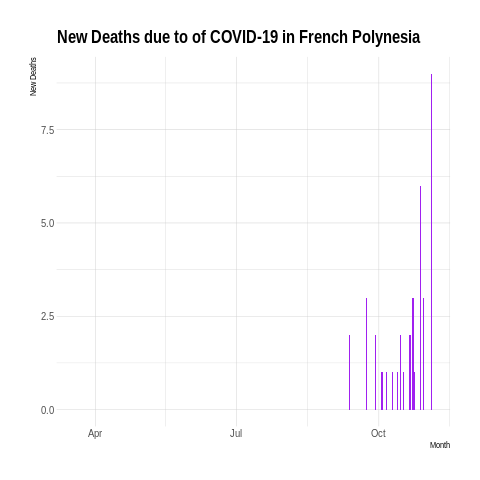 New Deaths due to of COVID-19 in French Polynesia
New Deaths
7.5
5.0
2.5
0.0
Apr Jul Oct
Month